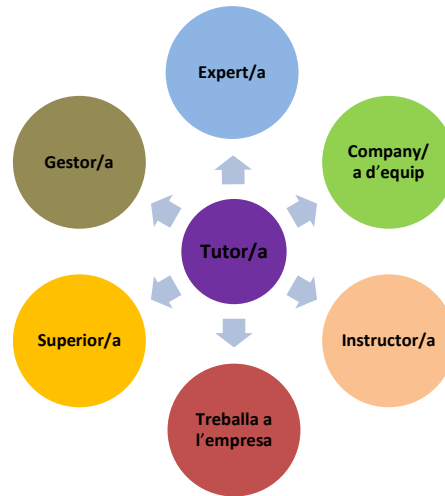 Expert/a
Gestor/a
Company/
a d’equip
Tutor/a
Superior/a
Instructor/a
Treballa a
l’empresa